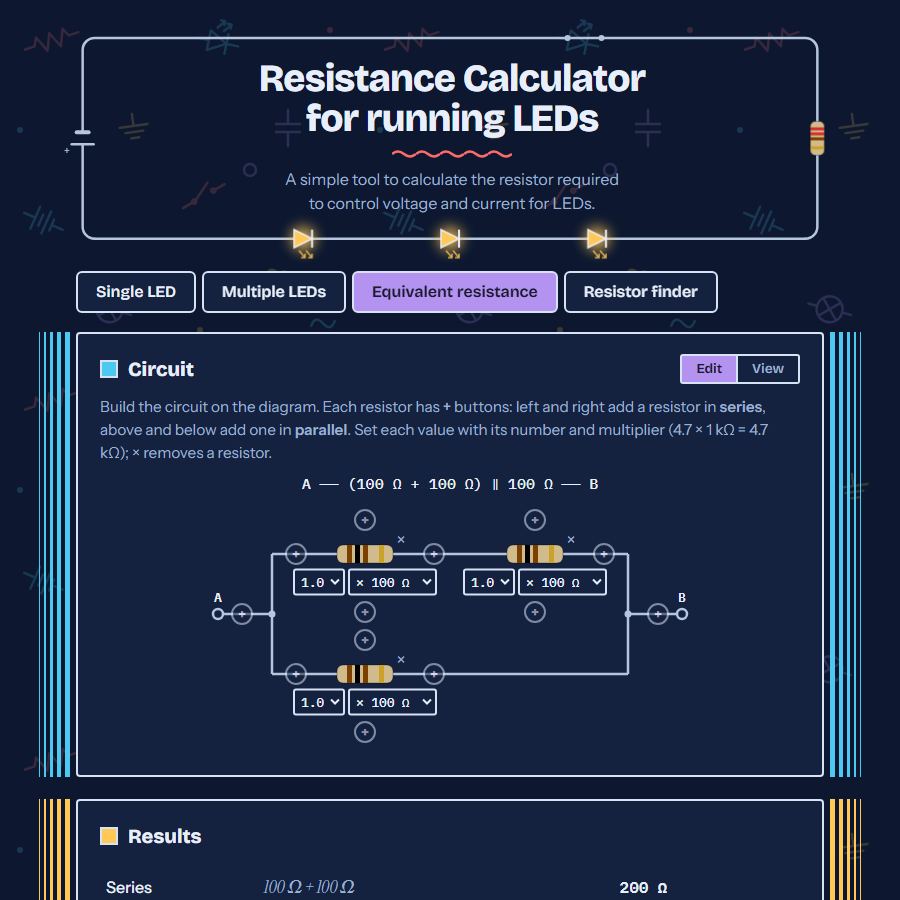 Resistance Calculator
for running LEDs
A simple tool to calculate the resistor required
to control voltage and current for LEDs.
+
Single LED
Multiple LEDs
Equivalent resistance
Resistor finder
Circuit
Edit
View
Build the circuit on the diagram. Each resistor has + buttons: left and right add a resistor in series,
above and below add one in parallel. Set each value with its number and multiplier (4.7 × 1 kΩ = 4.7
kΩ); × removes a resistor.
A ── (100 Ω + 100 Ω) ∥ 100 Ω ── B
+ +
× ×
+ + +
1.0 × 100 Ω 1.0 × 100 Ω
A B
+ + + +
+
×
+ +
1.0 × 100 Ω
+
Results
Series 100 Ω + 100 Ω 200 Ω